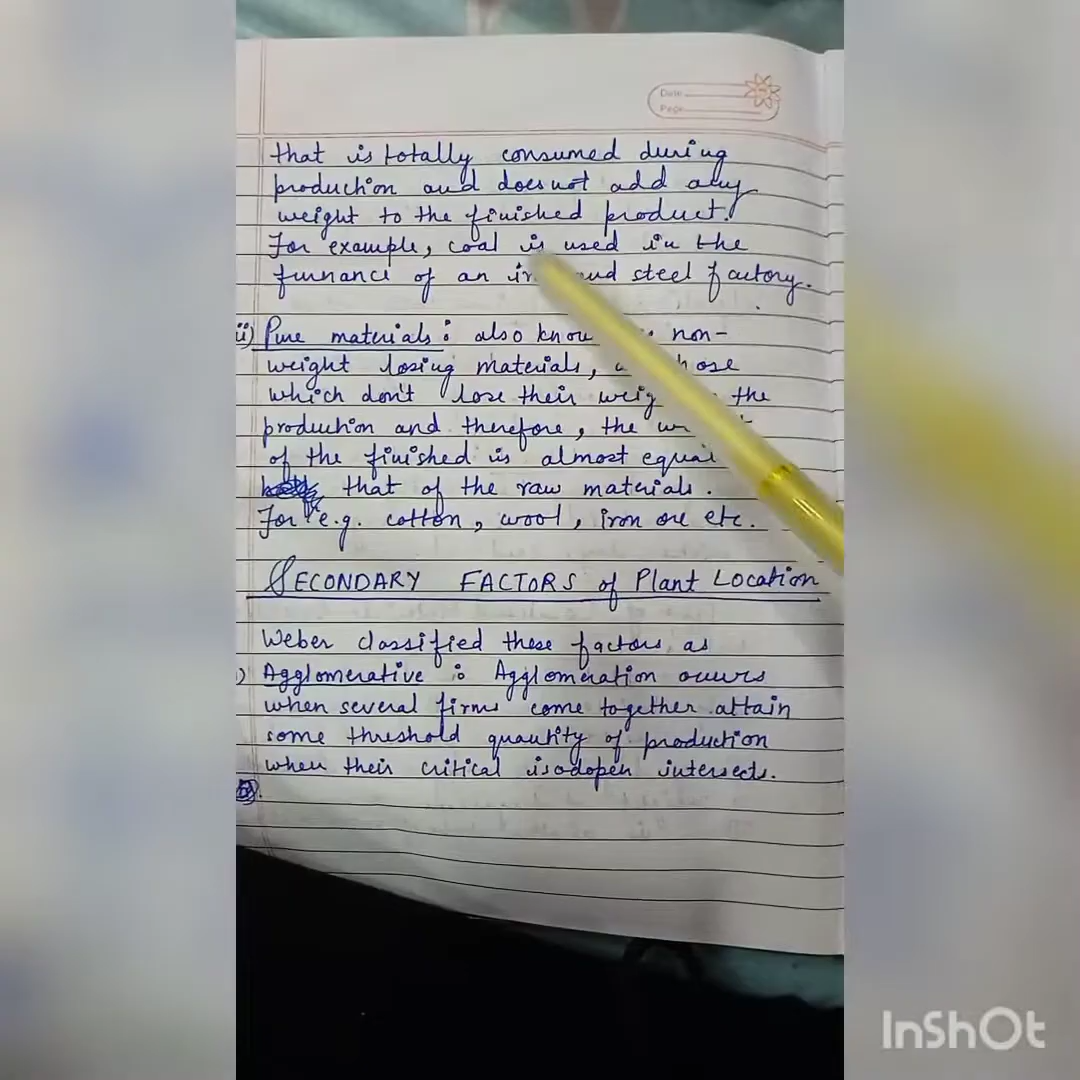 Date
Page
that is totally consumed during
production and does not add any
weight to the finished product.
For example, coal is used in the
furnance of an and steel factory.
ii) Pure materials : also non-
weight losing materials,
which don't lose their the
production and therefore, the
of the finished is almost equal
that of the raw materials.
For e.g. cotton, wool, iron ore etc.
SECONDARY FACTORS of Plant Location
Weber classified these factors as
) Agglomerative : Agglomeration occurs
when several firms come together attain
some threshold quantity of production
when their critical isodopen intersects.
InShOt